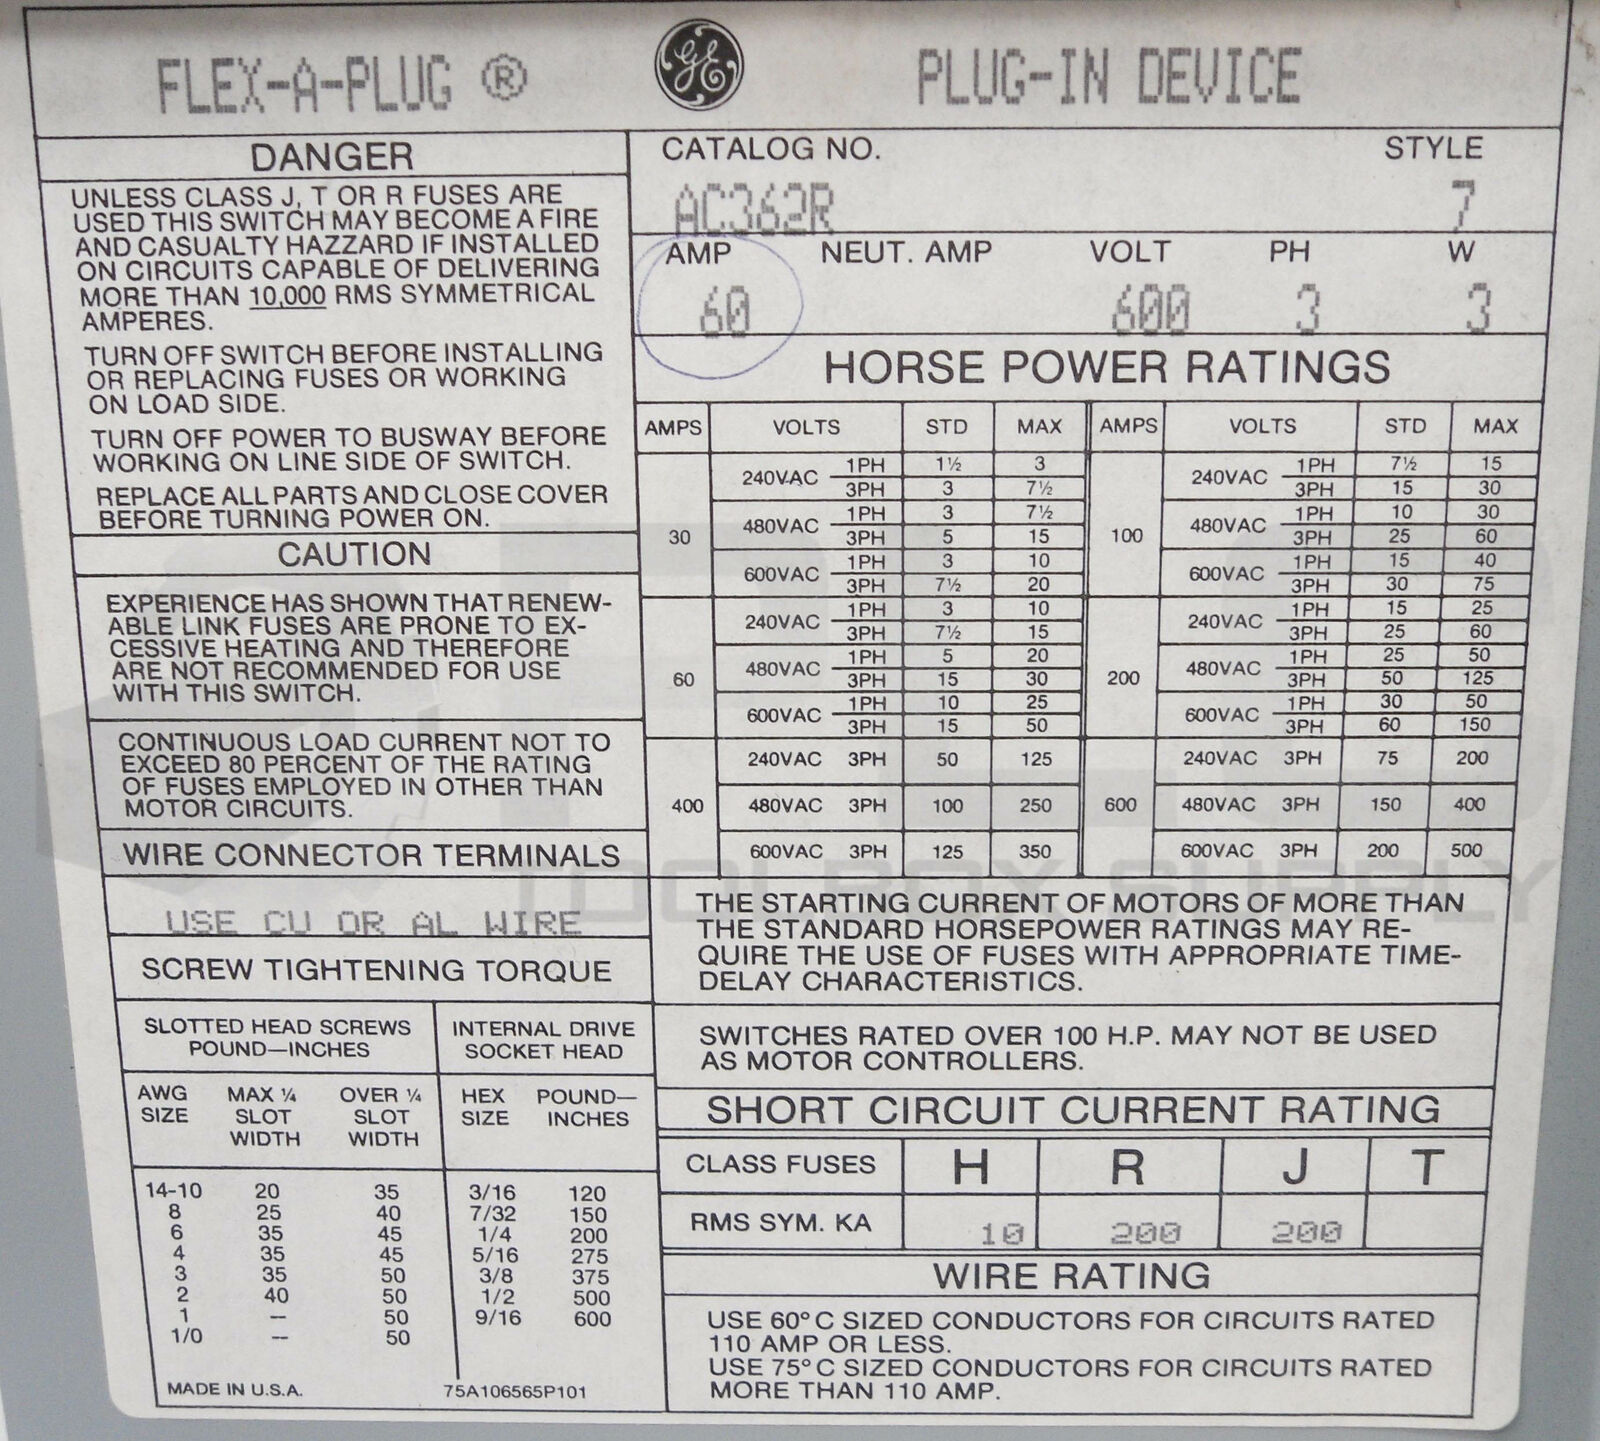 FLEX-A-PLUG ® GE PLUG-IN DEVICE
DANGER
UNLESS CLASS J, T OR R FUSES ARE
USED THIS SWITCH MAY BECOME A FIRE
AND CASUALTY HAZZARD IF INSTALLED
ON CIRCUITS CAPABLE OF DELIVERING
MORE THAN 10,000 RMS SYMMETRICAL
AMPERES.
TURN OFF SWITCH BEFORE INSTALLING
OR REPLACING FUSES OR WORKING
ON LOAD SIDE.
TURN OFF POWER TO BUSWAY BEFORE
WORKING ON LINE SIDE OF SWITCH.
REPLACE ALL PARTS AND CLOSE COVER
BEFORE TURNING POWER ON.
CAUTION
EXPERIENCE HAS SHOWN THAT RENEW-
ABLE LINK FUSES ARE PRONE TO EX-
CESSIVE HEATING AND THEREFORE
ARE NOT RECOMMENDED FOR USE
WITH THIS SWITCH.
CONTINUOUS LOAD CURRENT NOT TO
EXCEED 80 PERCENT OF THE RATING
OF FUSES EMPLOYED IN OTHER THAN
MOTOR CIRCUITS.
WIRE CONNECTOR TERMINALS
USE CU OR AL WIRE
SCREW TIGHTENING TORQUE
SLOTTED HEAD SCREWS INTERNAL DRIVE
POUND—INCHES SOCKET HEAD
AWG MAX ¼ OVER ¼ HEX POUND—
SIZE SLOT SLOT SIZE INCHES
WIDTH WIDTH
14-10 20 35 3/16 120
8 25 40 7/32 150
6 35 45 1/4 200
4 35 45 5/16 275
3 35 50 3/8 375
2 40 50 1/2 500
1 -- 50 9/16 600
1/0 -- 50
MADE IN U.S.A. 75A106565P101
CATALOG NO. STYLE
AC362R 7
AMP NEUT. AMP VOLT PH W
60 600 3 3
HORSE POWER RATINGS
AMPS VOLTS STD MAX AMPS VOLTS STD MAX
240VAC 1PH 1½ 3 240VAC 1PH 7½ 15
3PH 3 7½ 3PH 15 30
30 480VAC 1PH 3 7½ 100 480VAC 1PH 10 30
3PH 5 15 3PH 25 60
600VAC 1PH 3 10 600VAC 1PH 15 40
3PH 7½ 20 3PH 30 75
240VAC 1PH 3 10 240VAC 1PH 15 25
3PH 7½ 15 3PH 25 60
60 480VAC 1PH 5 20 200 480VAC 1PH 25 50
3PH 15 30 3PH 50 125
600VAC 1PH 10 25 600VAC 1PH 30 50
3PH 15 50 3PH 60 150
240VAC 3PH 50 125 240VAC 3PH 75 200
400 480VAC 3PH 100 250 600 480VAC 3PH 150 400
600VAC 3PH 125 350 600VAC 3PH 200 500
THE STARTING CURRENT OF MOTORS OF MORE THAN
THE STANDARD HORSEPOWER RATINGS MAY RE-
QUIRE THE USE OF FUSES WITH APPROPRIATE TIME-
DELAY CHARACTERISTICS.
SWITCHES RATED OVER 100 H.P. MAY NOT BE USED
AS MOTOR CONTROLLERS.
SHORT CIRCUIT CURRENT RATING
CLASS FUSES H R J T
RMS SYM. KA 10 200 200
WIRE RATING
USE 60°C SIZED CONDUCTORS FOR CIRCUITS RATED
110 AMP OR LESS.
USE 75°C SIZED CONDUCTORS FOR CIRCUITS RATED
MORE THAN 110 AMP.
TOOLBOX SUPPLY